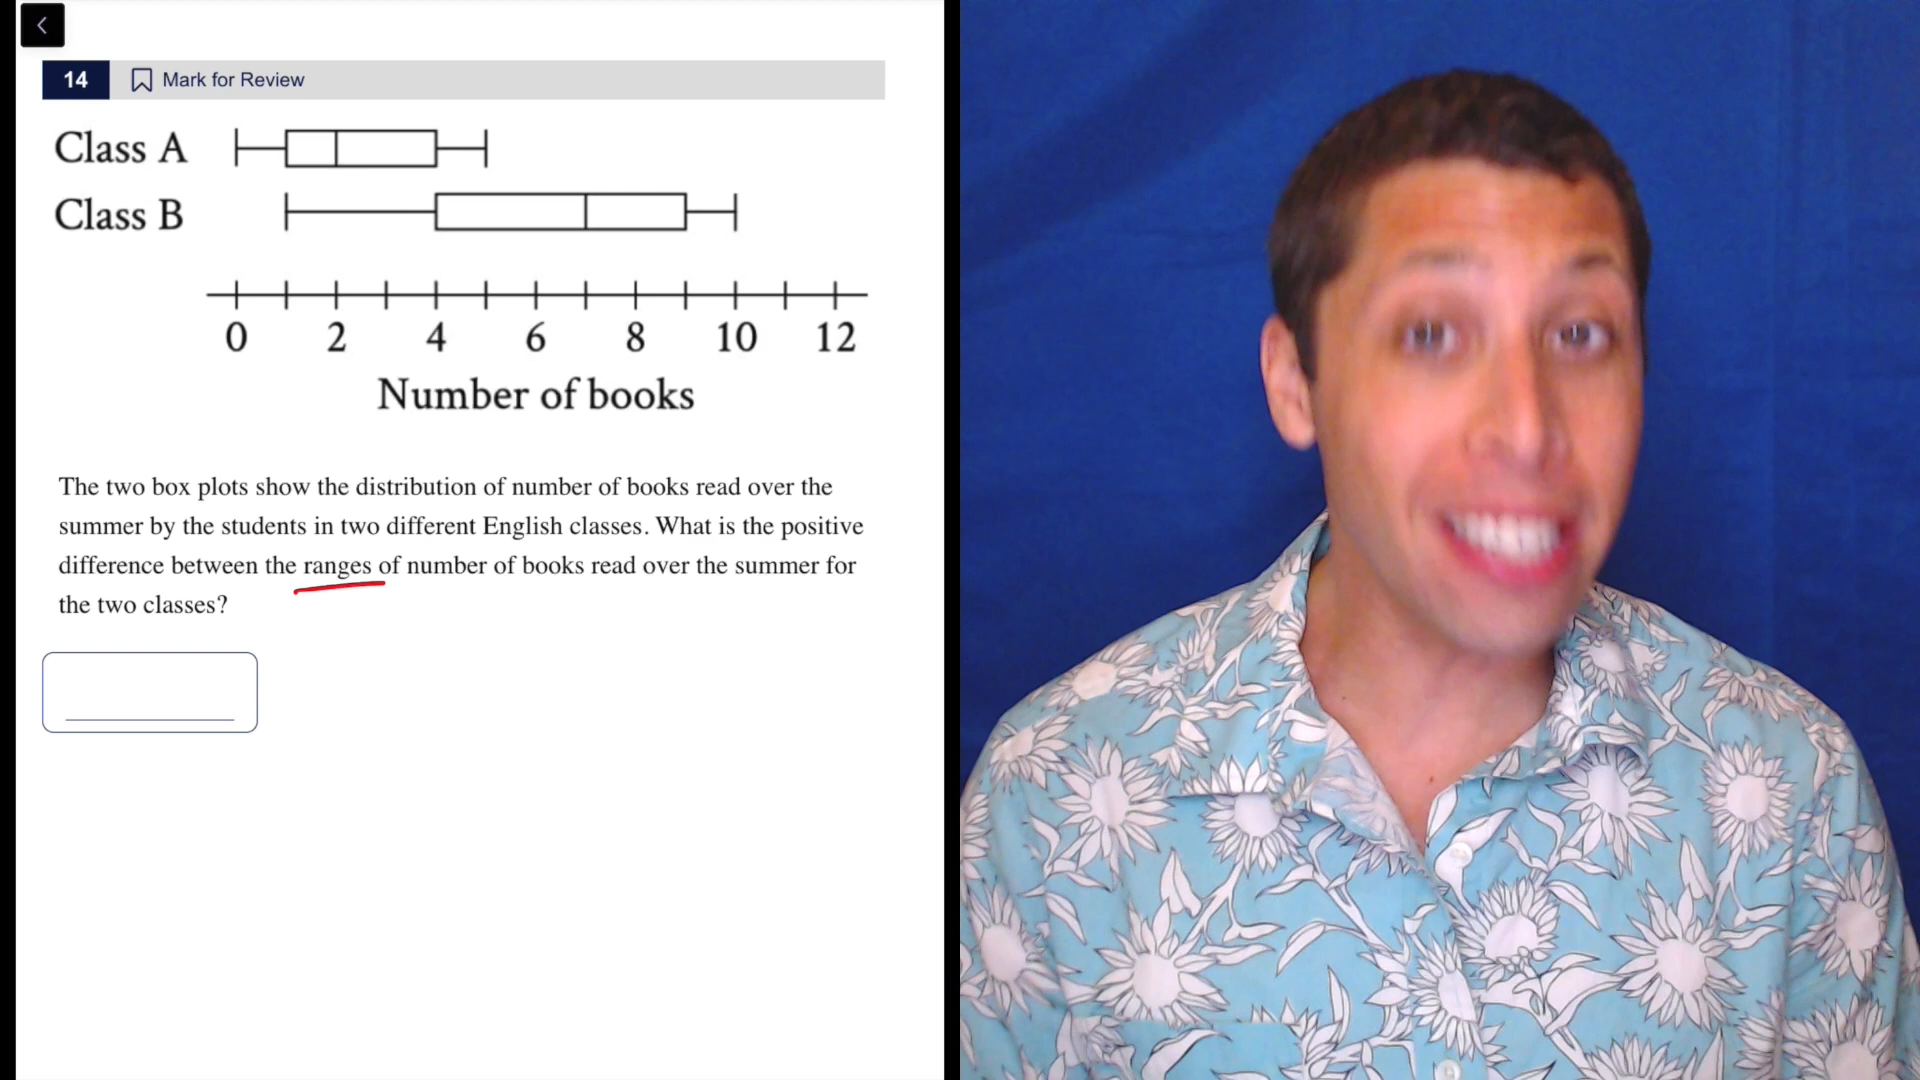 14 Mark for Review
Class A
Class B
0 2 4 6 8 10 12
Number of books
The two box plots show the distribution of number of books read over the
summer by the students in two different English classes. What is the positive
difference between the ranges of number of books read over the summer for
the two classes?